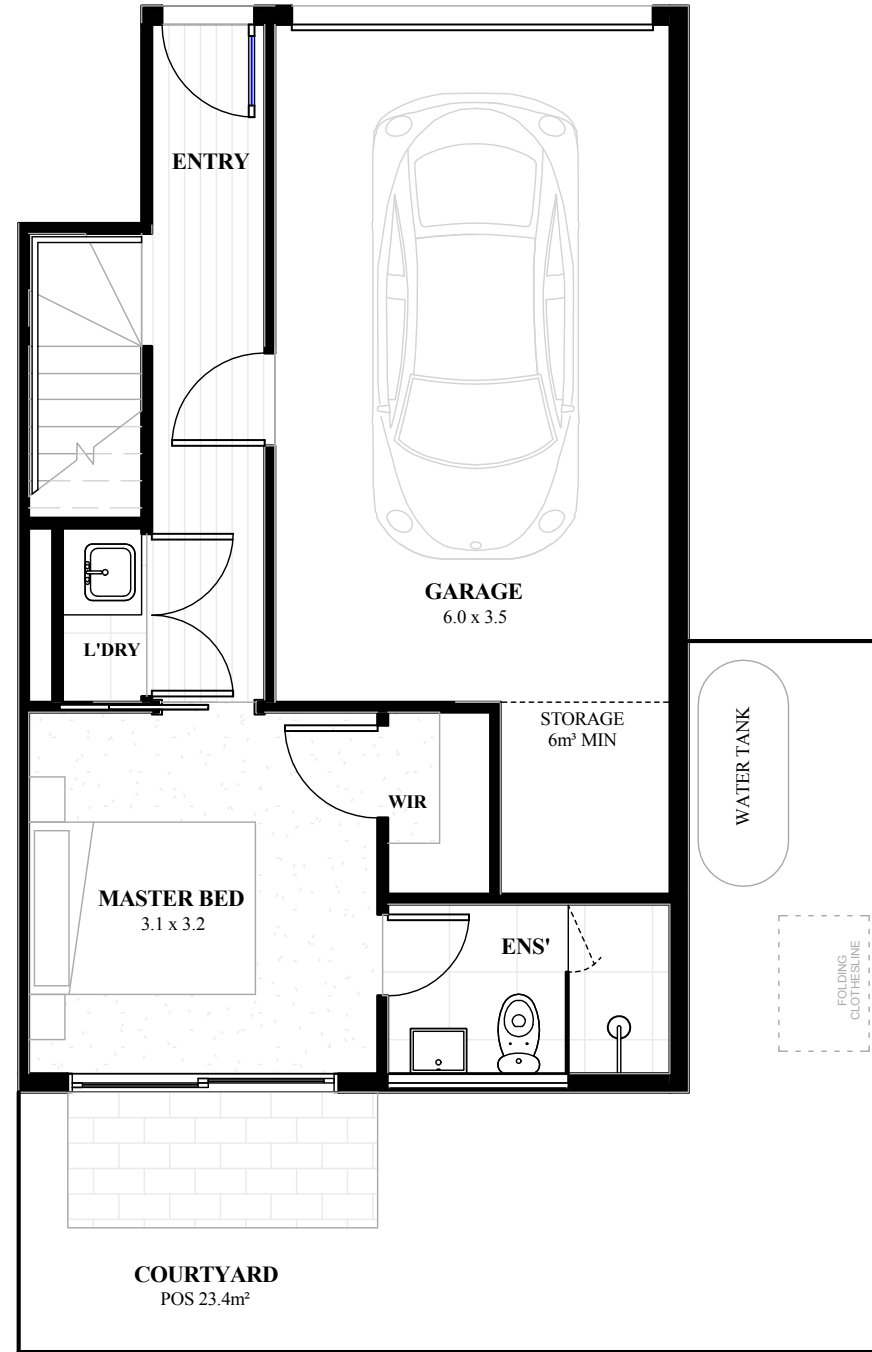 ENTRY
GARAGE
6.0 x 3.5
L'DRY
STORAGE
6m³ MIN
WATER TANK
WIR
MASTER BED
3.1 x 3.2
ENS'
FOLDING
CLOTHESLINE
COURTYARD
POS 23.4m²